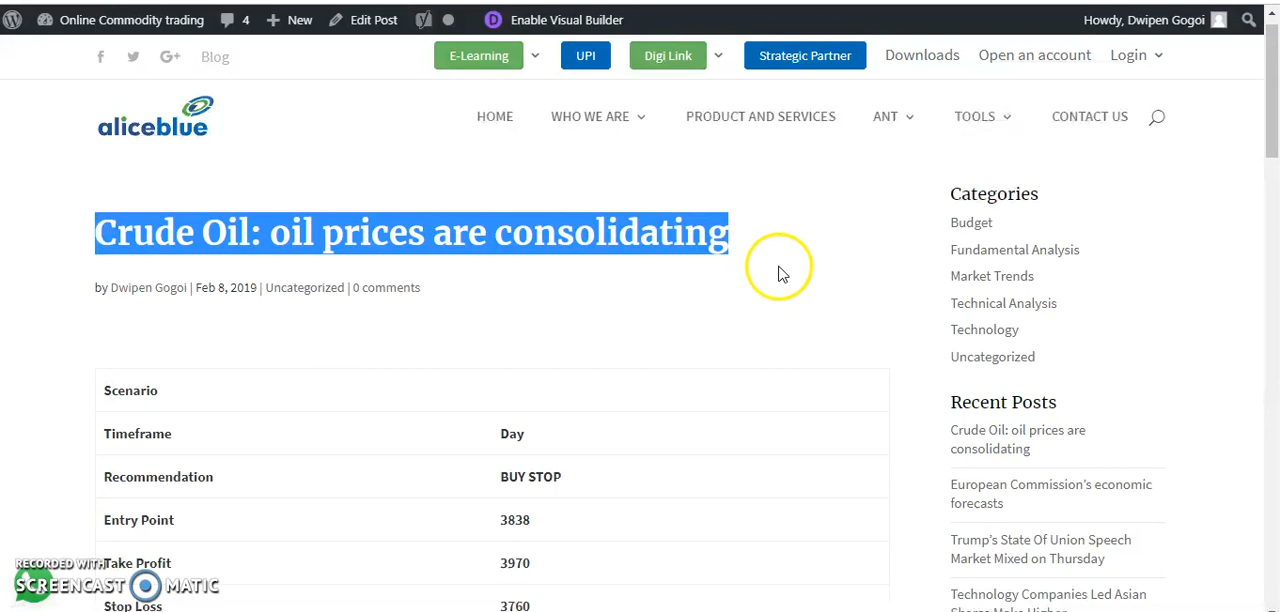 Online Commodity trading 4 New Edit Post Enable Visual Builder Howdy, Dwipen Gogoi
G+ Blog E-Learning UPI Digi Link Strategic Partner Downloads Open an account Login
aliceblue HOME WHO WE ARE PRODUCT AND SERVICES ANT TOOLS CONTACT US
Crude Oil: oil prices are consolidating
by Dwipen Gogoi | Feb 8, 2019 | Uncategorized | 0 comments
Scenario
Timeframe Day
Recommendation BUY STOP
Entry Point 3838
Take Profit 3970
Stop Loss 3760
Categories
Budget
Fundamental Analysis
Market Trends
Technical Analysis
Technology
Uncategorized
Recent Posts
Crude Oil: oil prices are
consolidating
European Commission's economic
forecasts
Trump's State Of Union Speech
Market Mixed on Thursday
Technology Companies Led Asian
Shares Make Higher
RECORDED WITH
SCREENCAST MATIC